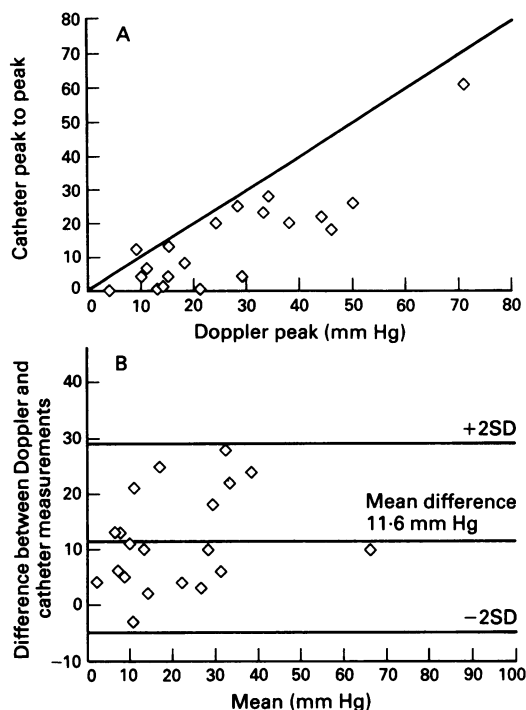 A
Catheter peak to peak
80
70
60
50
40
30
20
10
0
0 10 20 30 40 50 60 70 80
Doppler peak (mm Hg)
B
Difference between Doppler and
catheter measurements
40
30
20
10
0
−10
+2SD
Mean difference
11·6 mm Hg
−2SD
0 10 20 30 40 50 60 70 80 90 100
Mean (mm Hg)